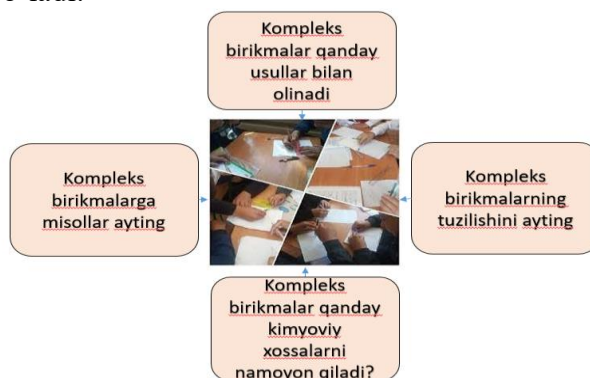 Kompleks
birikmalar qanday
usullar bilan
olinadi
Kompleks
birikmalarga
misollar ayting
Kompleks
birikmalarning
tuzilishini ayting
Kompleks
birikmalar qanday
kimyoviy
xossalarni
namoyon qiladi?